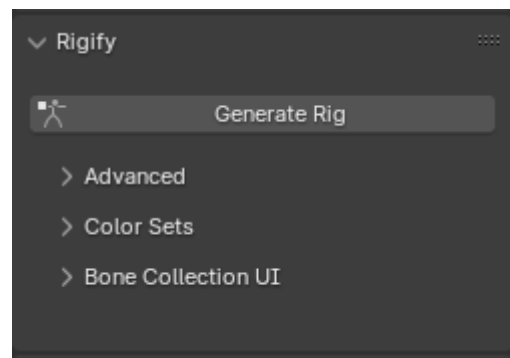 Rigify
Generate Rig
Advanced
Color Sets
Bone Collection UI